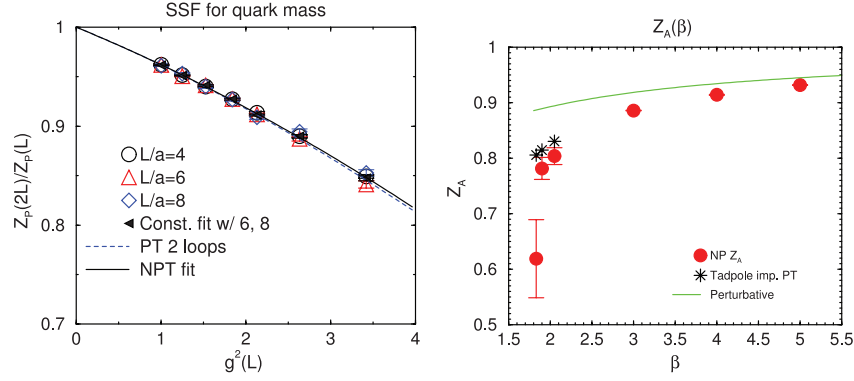 SSF for quark mass
1
0.9
0.8
0.7
Z_P(2L)/Z_P(L)
L/a=4
L/a=6
L/a=8
Const. fit w/ 6, 8
PT 2 loops
NPT fit
0 1 2 3 4
g²(L)
Z_A(β)
1
0.9
0.8
0.7
0.6
0.5
Z_A
NP Z_A
Tadpole imp. PT
Perturbative
1.5 2 2.5 3 3.5 4 4.5 5 5.5
β